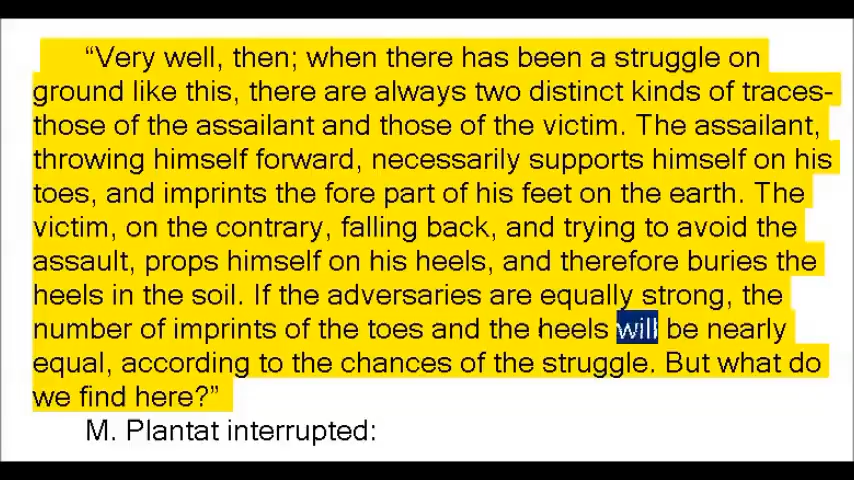 “Very well, then; when there has been a struggle on
ground like this, there are always two distinct kinds of traces-
those of the assailant and those of the victim. The assailant,
throwing himself forward, necessarily supports himself on his
toes, and imprints the fore part of his feet on the earth. The
victim, on the contrary, falling back, and trying to avoid the
assault, props himself on his heels, and therefore buries the
heels in the soil. If the adversaries are equally strong, the
number of imprints of the toes and the heels will be nearly
equal, according to the chances of the struggle. But what do
we find here?”
M. Plantat interrupted: